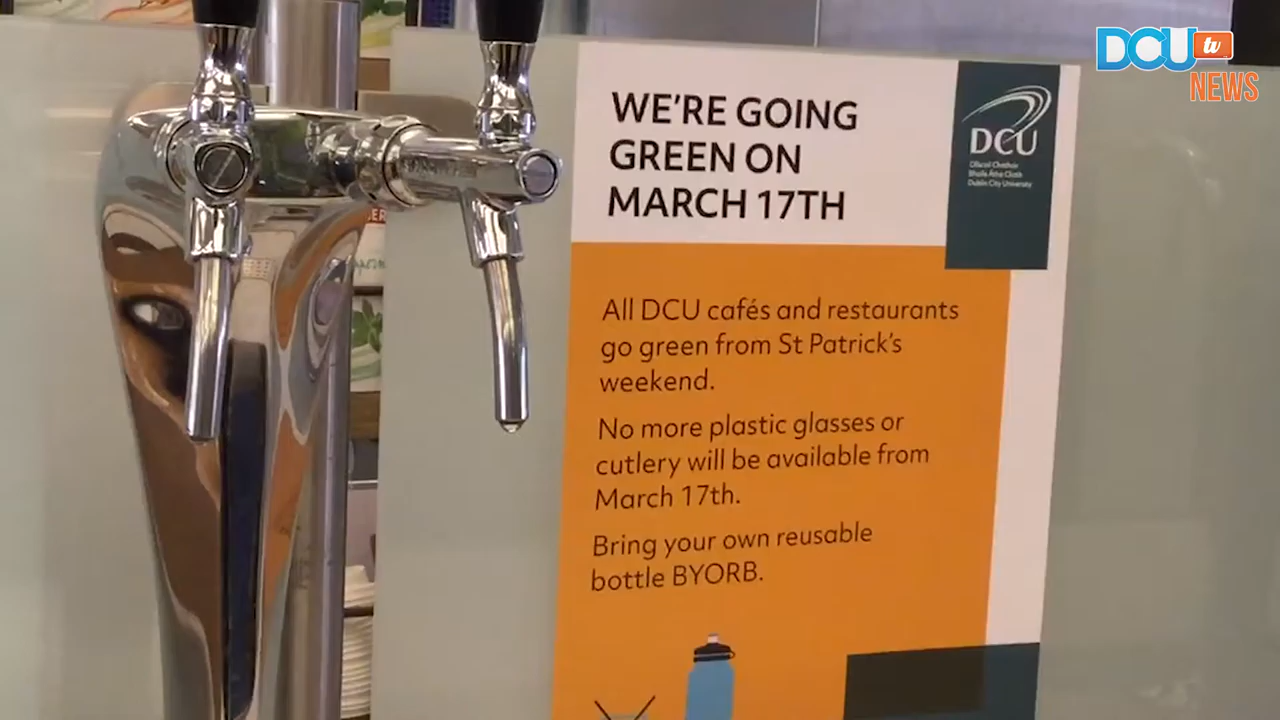 DCU tv
NEWS
WE'RE GOING
GREEN ON
MARCH 17TH
DCU
Ollscoil Chathair
Bhaile Átha Cliath
Dublin City University
All DCU cafés and restaurants
go green from St Patrick's
weekend.
No more plastic glasses or
cutlery will be available from
March 17th.
Bring your own reusable
bottle BYORB.